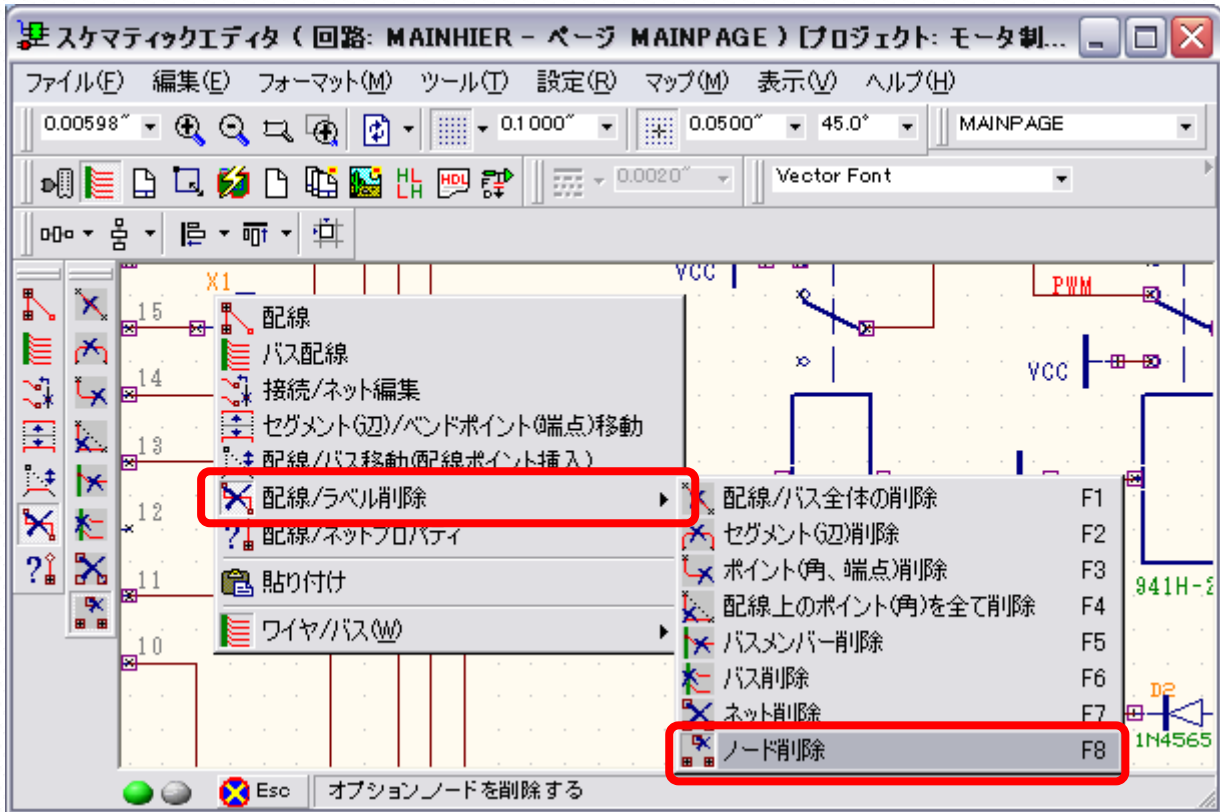 スケマティックエディタ ( 回路: MAINHIER - ページ MAINPAGE ) [プロジェクト: モータ制...
ファイル(F) 編集(E) フォーマット(M) ツール(T) 設定(R) マップ(M) 表示(V) ヘルプ(H)
0.00598″ 0.1000″ 0.0500″ 45.0° MAINPAGE
HL LH HDL 0.0020″ Vector Font
X1
VCC
PWM
15
VCC
14
13
12
11
10
配線
バス配線
接続/ネット編集
セグメント(辺)/ベンドポイント(端点)移動
配線/バス移動(配線ポイント挿入)
配線/ラベル削除
配線/ネットプロパティ
貼り付け
ワイヤ/バス(W)
配線/バス全体の削除 F1
セグメント(辺)削除 F2
ポイント(角、端点)削除 F3
配線上のポイント(角)を全て削除 F4
バスメンバー削除 F5
バス削除 F6
ネット削除 F7
ノード削除 F8
941H-2
D2
1N4565
Esc オプション_ノードを削除する